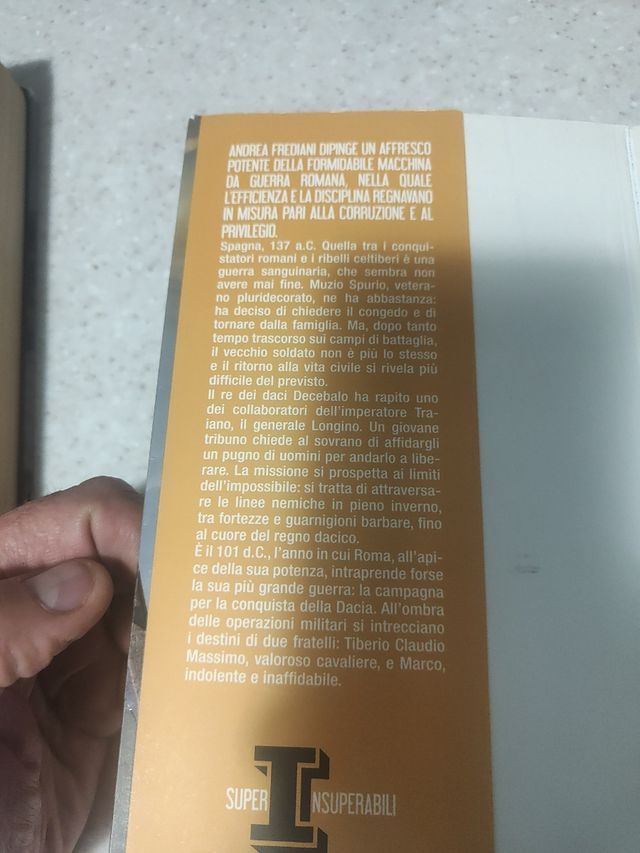 ANDREA FREDIANI DIPINGE UN AFFRESCO
POTENTE DELLA FORMIDABILE MACCHINA
DA GUERRA ROMANA, NELLA QUALE
L'EFFICIENZA E LA DISCIPLINA REGNAVANO
IN MISURA PARI ALLA CORRUZIONE E AL
PRIVILEGIO.
Spagna, 137 a.C. Quella tra i conqui-
statori romani e i ribelli celtiberi è una
guerra sanguinaria, che sembra non
avere mai fine. Muzio Spurio, vetera-
no pluridecorato, ne ha abbastanza:
ha deciso di chiedere il congedo e di
tornare dalla famiglia. Ma, dopo tanto
tempo trascorso sui campi di battaglia,
il vecchio soldato non è più lo stesso
e il ritorno alla vita civile si rivela più
difficile del previsto.
Il re dei daci Decebalo ha rapito uno
dei collaboratori dell'imperatore Tra-
iano, il generale Longino. Un giovane
tribuno chiede al sovrano di affidargli
un pugno di uomini per andarlo a libe-
rare. La missione si prospetta ai limiti
dell'impossibile: si tratta di attraversa-
re le linee nemiche in pieno inverno,
tra fortezze e guarnigioni barbare, fino
al cuore del regno dacico.
È il 101 d.C., l'anno in cui Roma, all'api-
ce della sua potenza, intraprende forse
la sua più grande guerra: la campagna
per la conquista della Dacia. All'ombra
delle operazioni militari si intrecciano
i destini di due fratelli: Tiberio Claudio
Massimo, valoroso cavaliere, e Marco,
indolente e inaffidabile.
SUPER INSUPERABILI